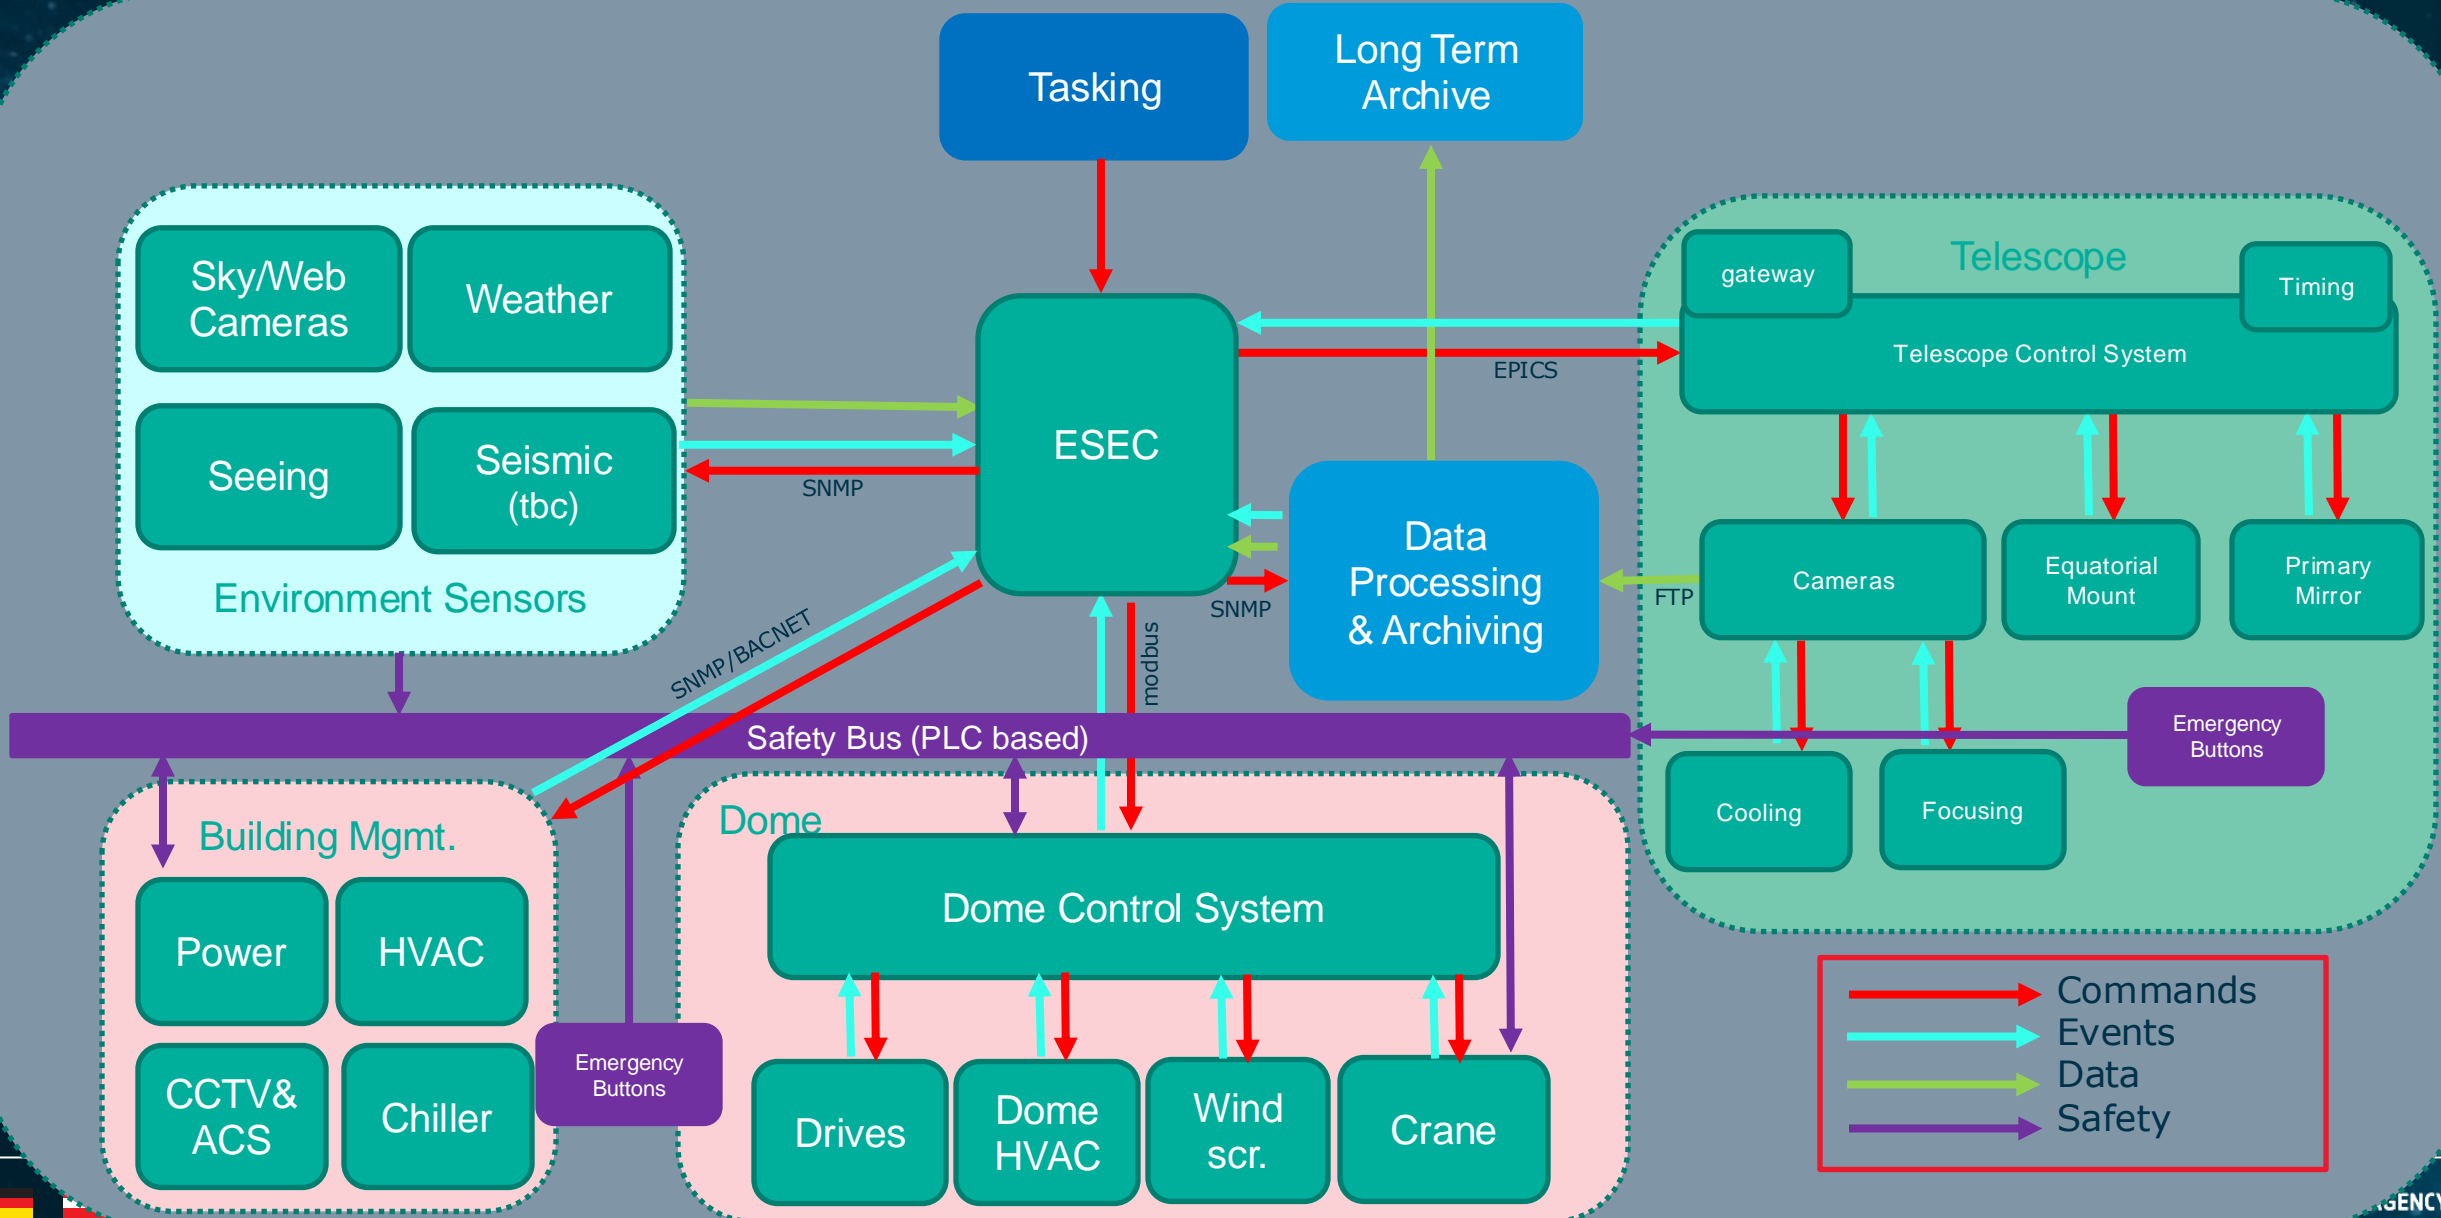 Tasking
Long Term
Archive
Sky/Web
Cameras
Weather
Seeing
Seismic
(tbc)
Environment Sensors
ESEC
SNMP
EPICS
Telescope
gateway
Timing
Telescope Control System
Data
Processing
& Archiving
SNMP
FTP
Cameras
Equatorial
Mount
Primary
Mirror
SNMP/BACNET
modbus
Safety Bus (PLC based)
Emergency
Buttons
Cooling
Focusing
Building Mgmt.
Power
HVAC
CCTV&
ACS
Chiller
Emergency
Buttons
Dome
Dome Control System
Drives
Dome
HVAC
Wind
scr.
Crane
Commands
Events
Data
Safety